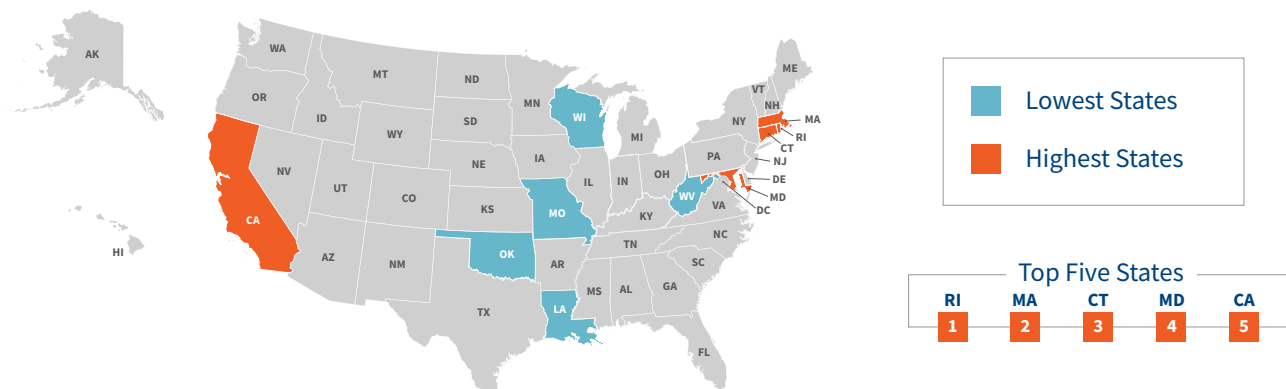 AK
WA
MT
ND
MN
WI
ME
VT
NH
OR
ID
WY
SD
MI
NY
MA
RI
CT
NV
UT
CO
NE
IA
IL
IN
OH
PA
NJ
DE
MD
DC
CA
KS
MO
KY
WV
VA
HI
AZ
NM
OK
AR
TN
NC
SC
TX
LA
MS
AL
GA
FL
Lowest States
Highest States
Top Five States
RI MA CT MD CA
1 2 3 4 5